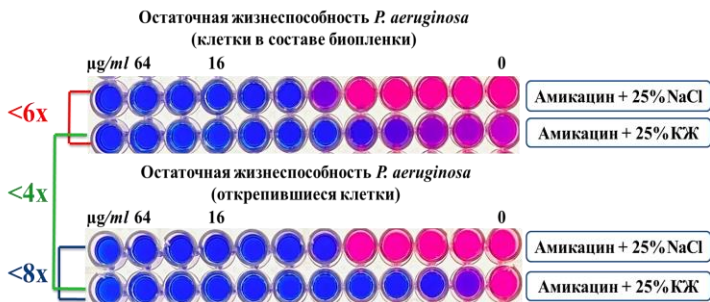 Остаточная жизнеспособность P. aeruginosa
(клетки в составе биопленки)
µg/ml 64 16 0
<6x
Амикацин + 25%NaCl
Амикацин + 25%КЖ
<4x
Остаточная жизнеспособность P. aeruginosa
(открепившиеся клетки)
µg/ml 64 16 0
<8x
Амикацин + 25%NaCl
Амикацин + 25%КЖ